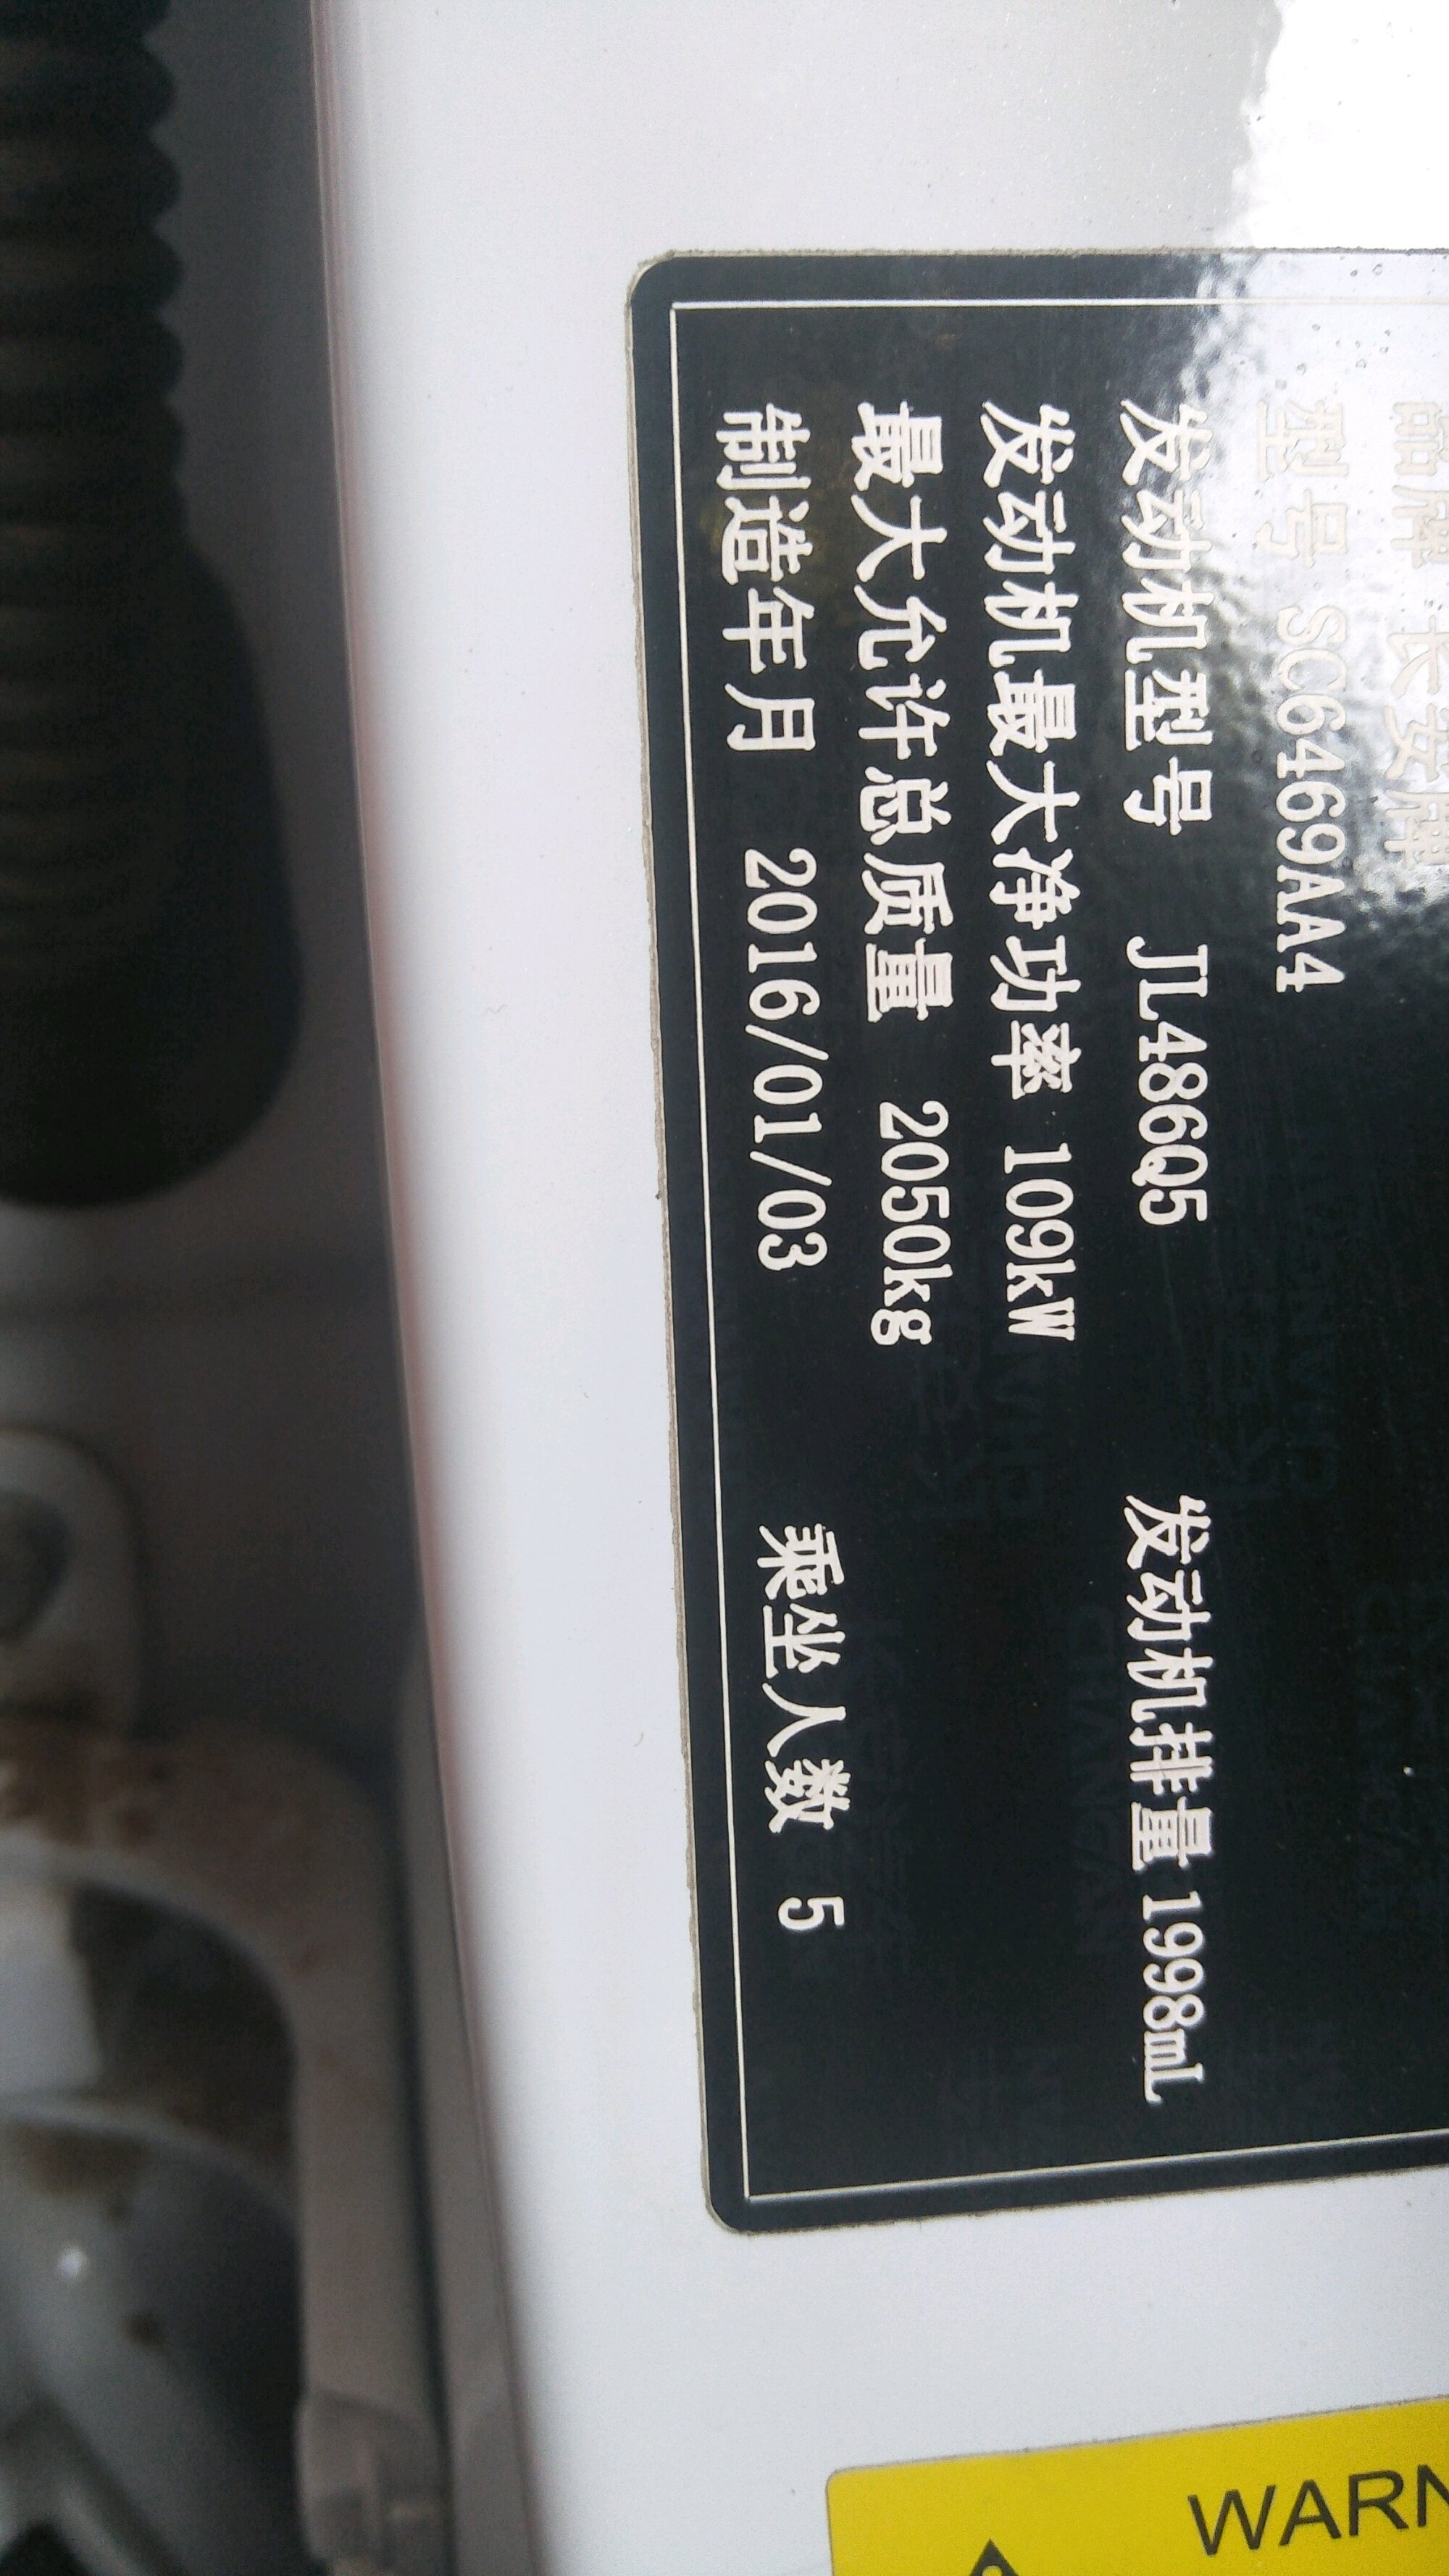 品牌 长安牌
型号 SC6469AA4
发动机型号 JL486Q5 发动机排量 1998mL
发动机最大净功率 109kW
最大允许总质量 2050kg
制造年月 2016/01/03 乘坐人数 5
WARN